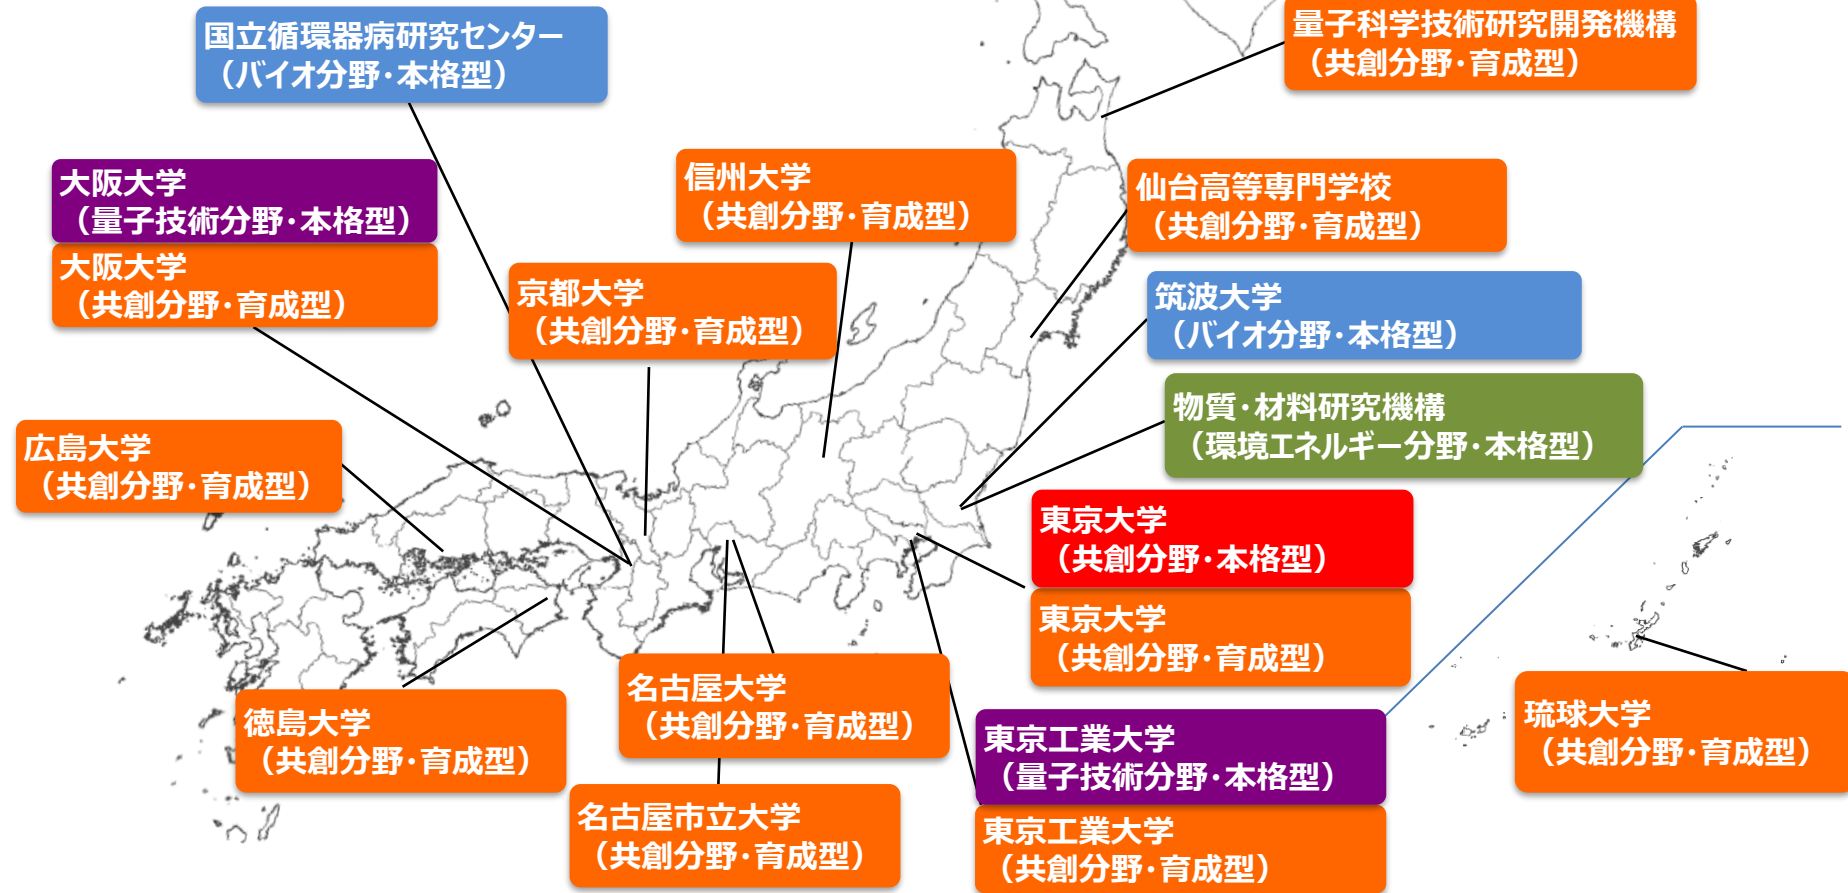 国立循環器病研究センター
（バイオ分野・本格型）
量子科学技術研究開発機構
（共創分野・育成型）
大阪大学
（量子技術分野・本格型）
大阪大学
（共創分野・育成型）
信州大学
（共創分野・育成型）
仙台高等専門学校
（共創分野・育成型）
京都大学
（共創分野・育成型）
筑波大学
（バイオ分野・本格型）
物質・材料研究機構
（環境エネルギー分野・本格型）
広島大学
（共創分野・育成型）
東京大学
（共創分野・本格型）
東京大学
（共創分野・育成型）
名古屋大学
（共創分野・育成型）
徳島大学
（共創分野・育成型）
東京工業大学
（量子技術分野・本格型）
東京工業大学
（共創分野・育成型）
琉球大学
（共創分野・育成型）
名古屋市立大学
（共創分野・育成型）